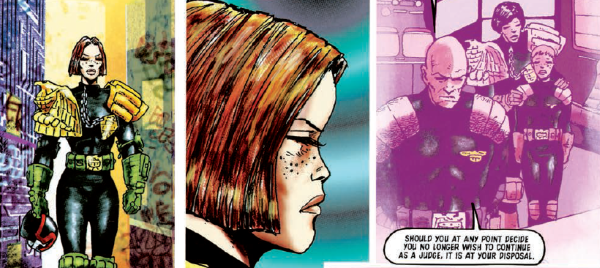 SHOULD YOU AT ANY POINT DECIDE
YOU NO LONGER WISH TO CONTINUE
AS A JUDGE, IT IS AT YOUR DISPOSAL.